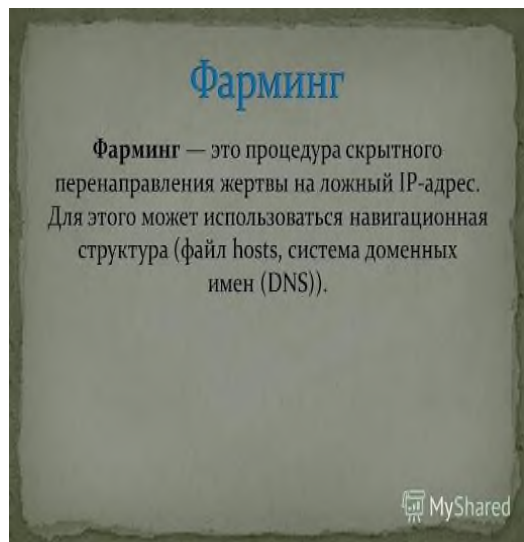 Фарминг
Фарминг — это процедура скрытного
перенаправления жертвы на ложный IP-адрес.
Для этого может использоваться навигационная
структура (файл hosts, система доменных
имен (DNS)).
MyShared